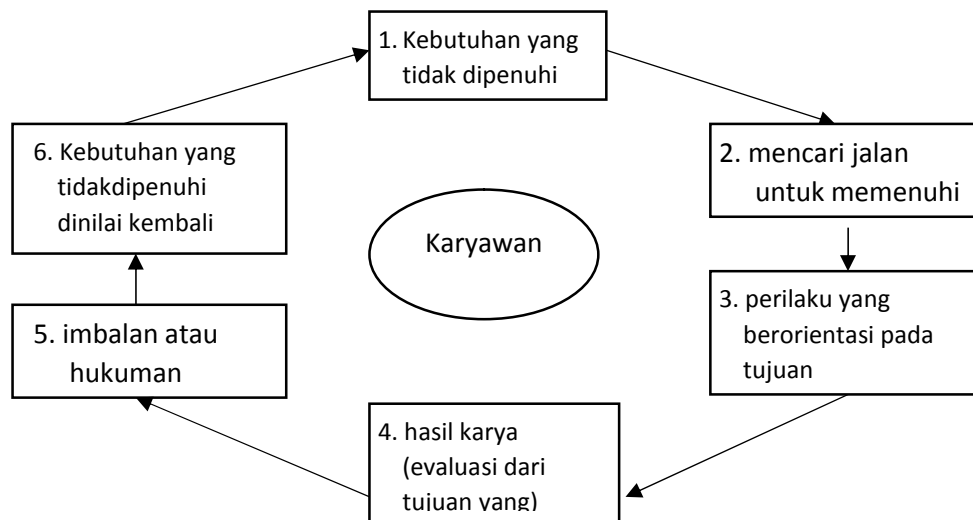 1. Kebutuhan yang
tidak dipenuhi
2. mencari jalan
untuk memenuhi
3. perilaku yang
berorientasi pada
tujuan
4. hasil karya
(evaluasi dari
tujuan yang)
5. imbalan atau
hukuman
6. Kebutuhan yang
tidakdipenuhi
dinilai kembali
Karyawan